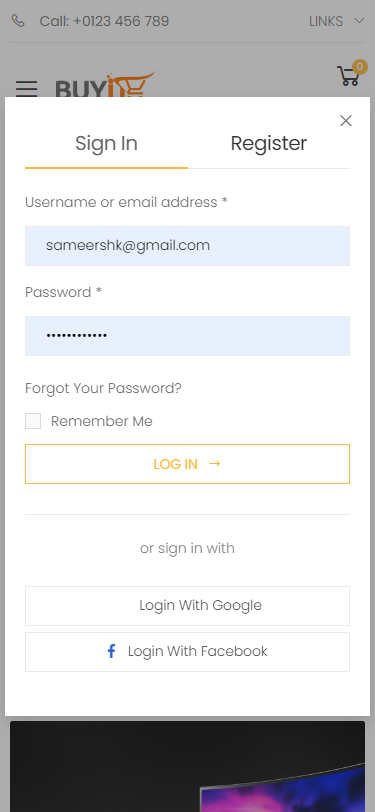 Call: +0123 456 789
LINKS
0
BUYit
Sign In
Register
Username or email address *
sameershk@gmail.com
Password *
••••••••••••
Forgot Your Password?
Remember Me
LOG IN →
or sign in with
Login With Google
Login With Facebook